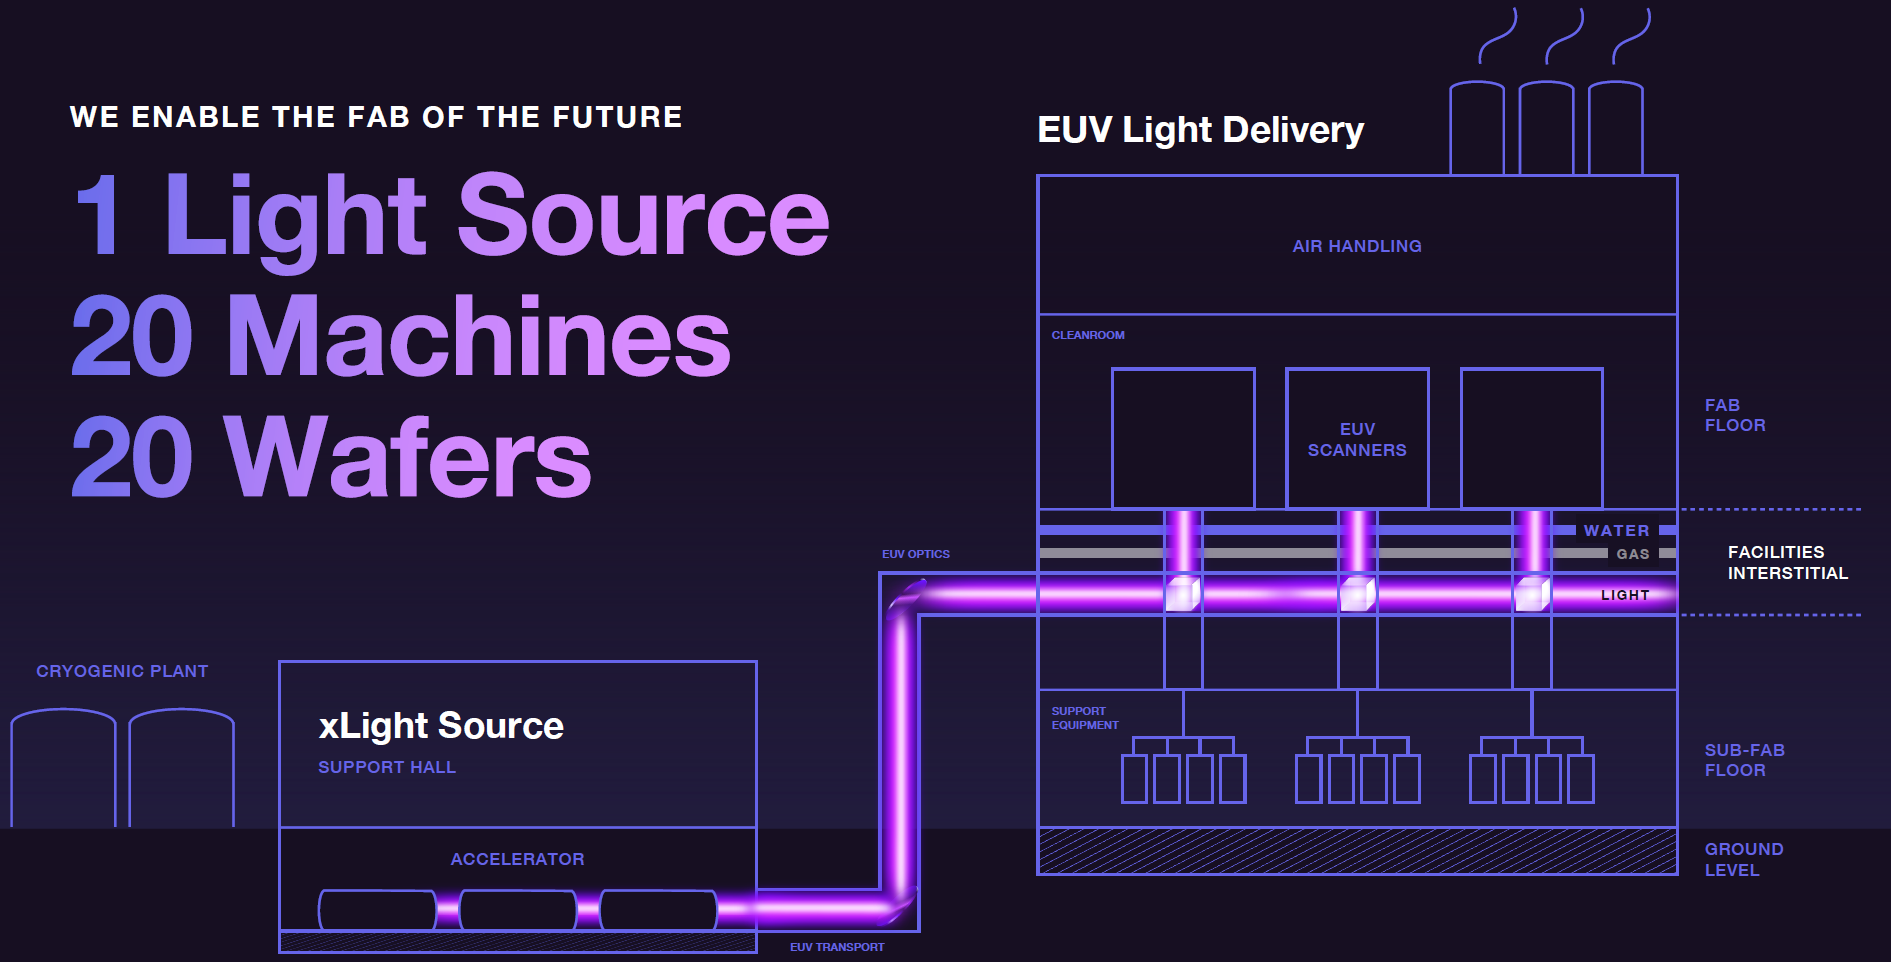 WE ENABLE THE FAB OF THE FUTURE
1 Light Source
20 Machines
20 Wafers
EUV Light Delivery
AIR HANDLING
CLEANROOM
EUV
SCANNERS
FAB
FLOOR
WATER
GAS
LIGHT
FACILITIES
INTERSTITIAL
EUV OPTICS
CRYOGENIC PLANT
xLight Source
SUPPORT HALL
ACCELERATOR
EUV TRANSPORT
SUPPORT
EQUIPMENT
SUB-FAB
FLOOR
GROUND
LEVEL